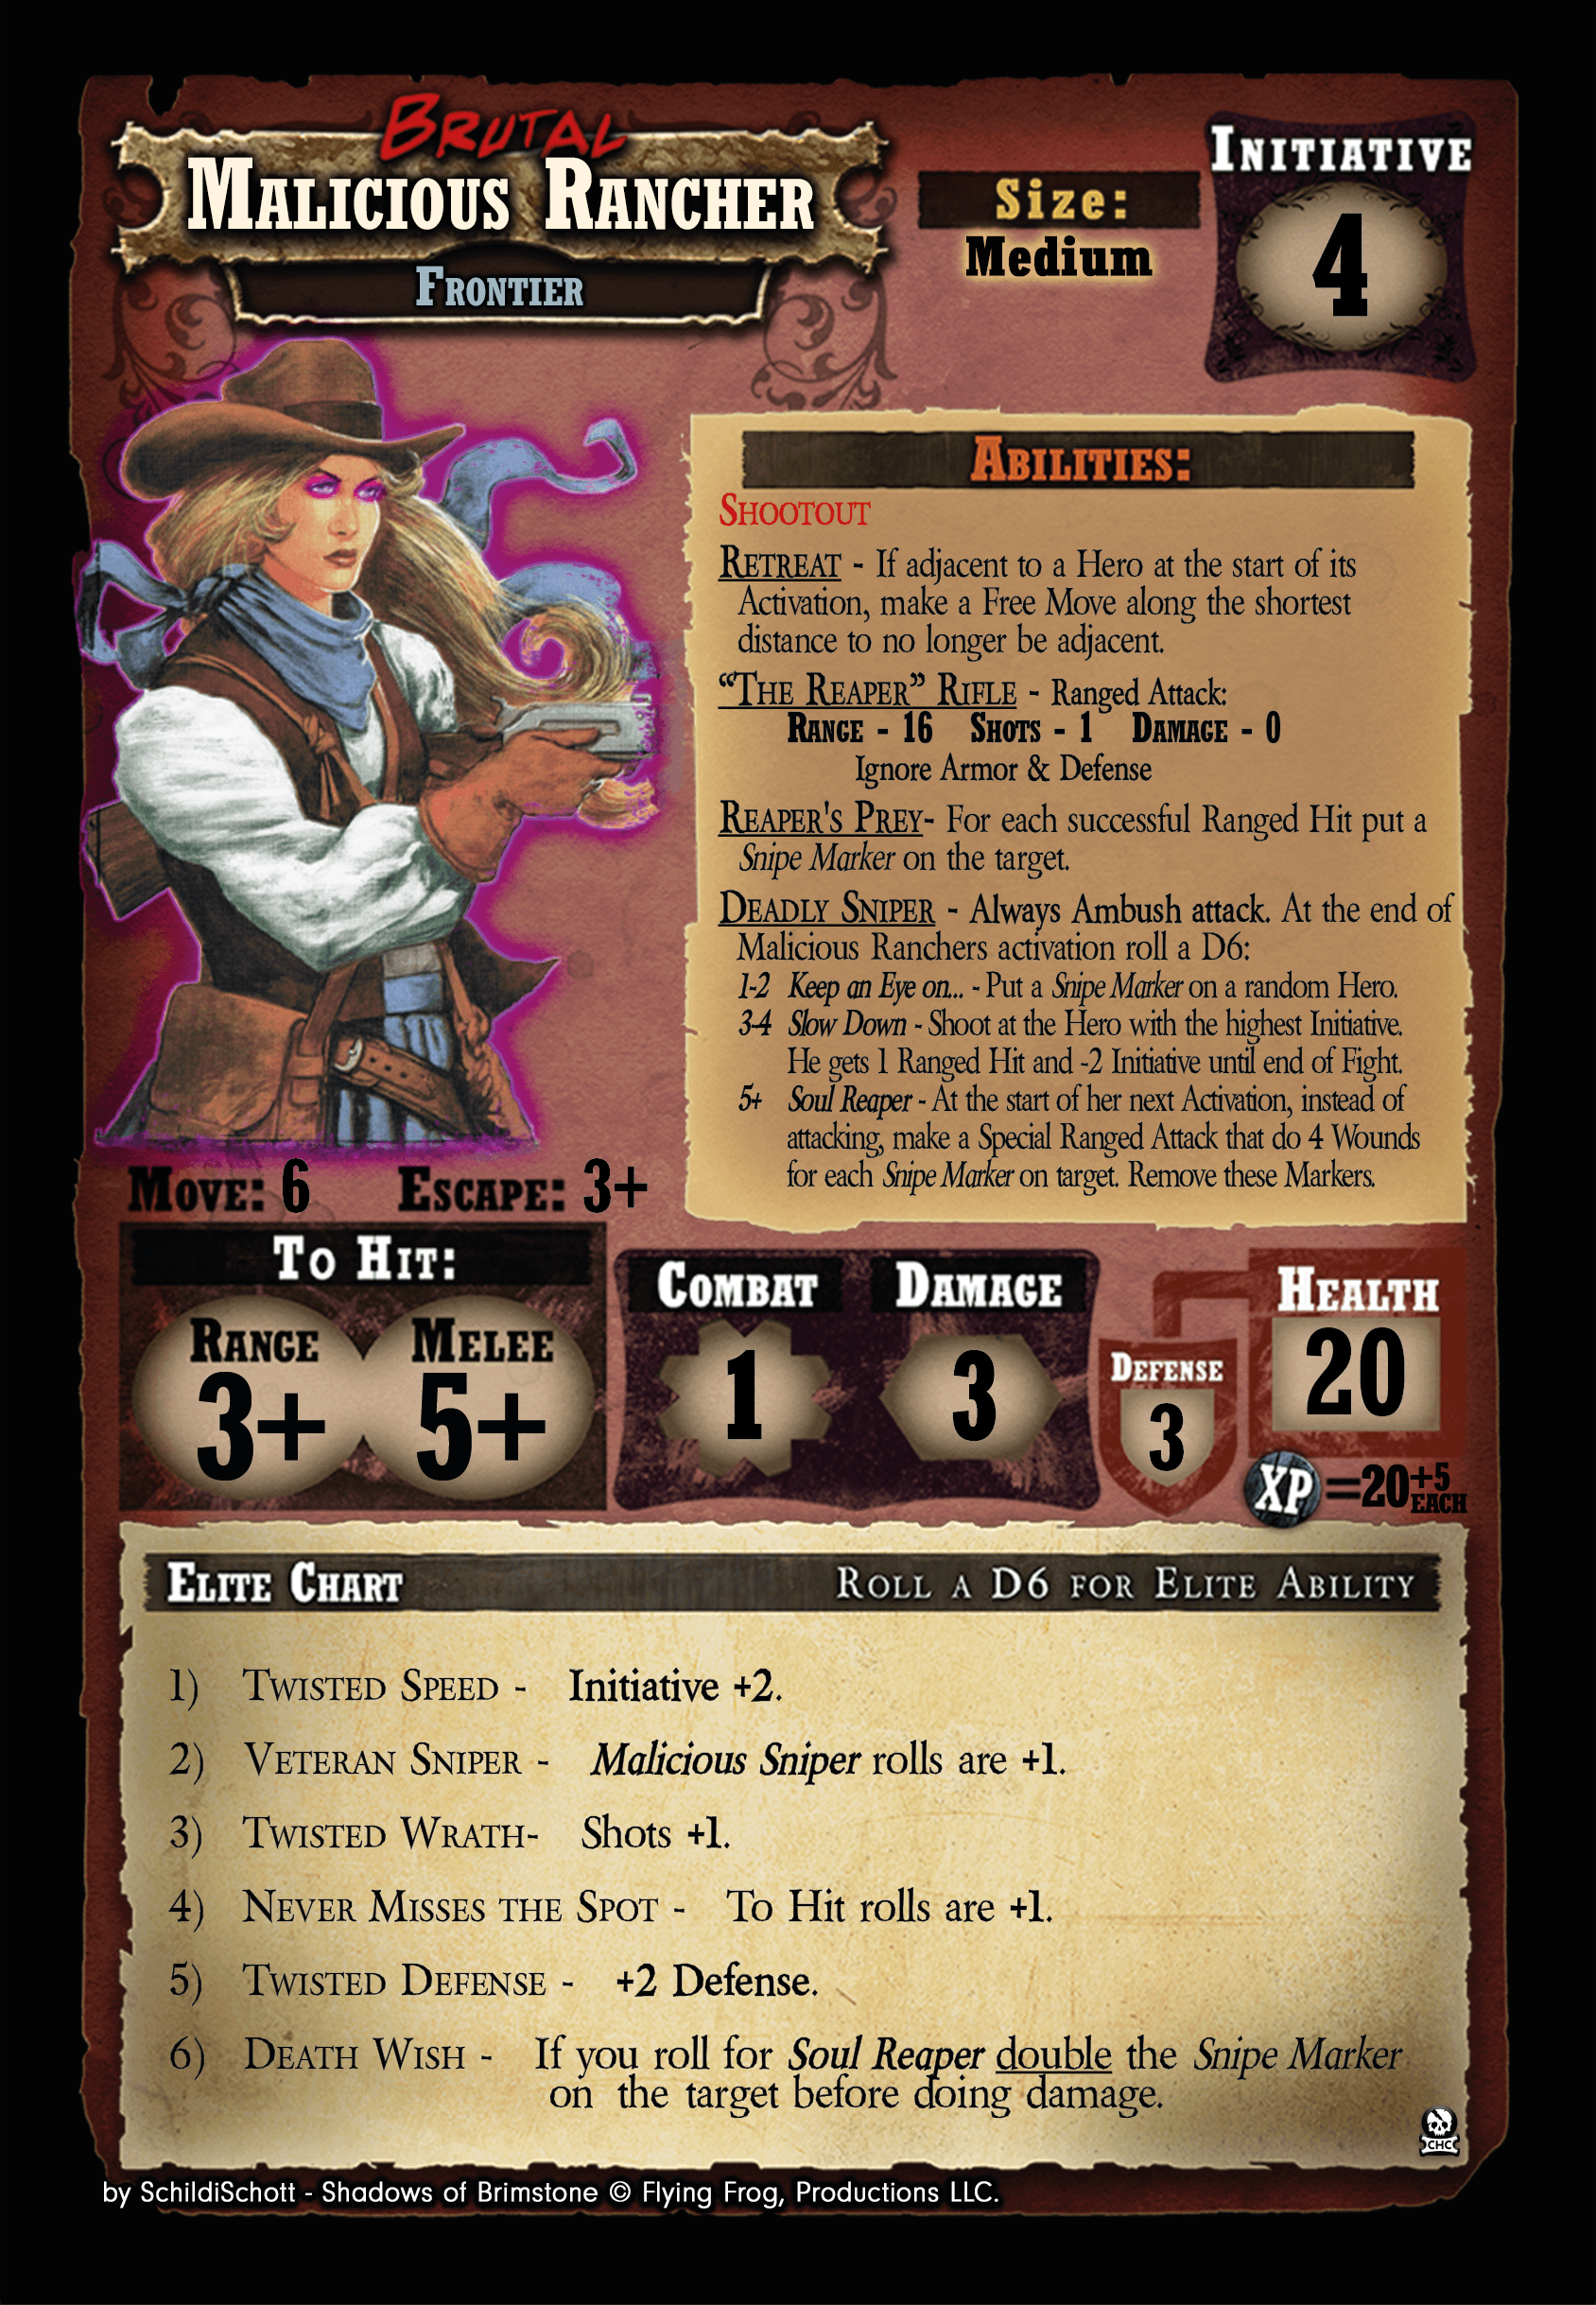 BRUTAL
MALICIOUS RANCHER
FRONTIER
Size:
Medium
INITIATIVE
4
ABILITIES:
SHOOTOUT
RETREAT - If adjacent to a Hero at the start of its
Activation, make a Free Move along the shortest
distance to no longer be adjacent.
“THE REAPER” RIFLE - Ranged Attack:
RANGE - 16 SHOTS - 1 DAMAGE - 0
Ignore Armor & Defense
REAPER'S PREY- For each successful Ranged Hit put a
Snipe Marker on the target.
DEADLY SNIPER - Always Ambush attack. At the end of
Malicious Ranchers activation roll a D6:
1-2 Keep an Eye on... - Put a Snipe Marker on a random Hero.
3-4 Slow Down - Shoot at the Hero with the highest Initiative.
He gets 1 Ranged Hit and -2 Initiative until end of Fight.
5+ Soul Reaper - At the start of her next Activation, instead of
attacking, make a Special Ranged Attack that do 4 Wounds
for each Snipe Marker on target. Remove these Markers.
MOVE: 6 ESCAPE: 3+
TO HIT:
RANGE MELEE
3+ 5+
COMBAT DAMAGE
1 3
DEFENSE
3
HEALTH
20
XP =20+5 EACH
ELITE CHART ROLL A D6 FOR ELITE ABILITY
1) TWISTED SPEED - Initiative +2.
2) VETERAN SNIPER - Malicious Sniper rolls are +1.
3) TWISTED WRATH- Shots +1.
4) NEVER MISSES THE SPOT - To Hit rolls are +1.
5) TWISTED DEFENSE - +2 Defense.
6) DEATH WISH - If you roll for Soul Reaper double the Snipe Marker
on the target before doing damage.
CHC
by SchildiSchott - Shadows of Brimstone © Flying Frog, Productions LLC.